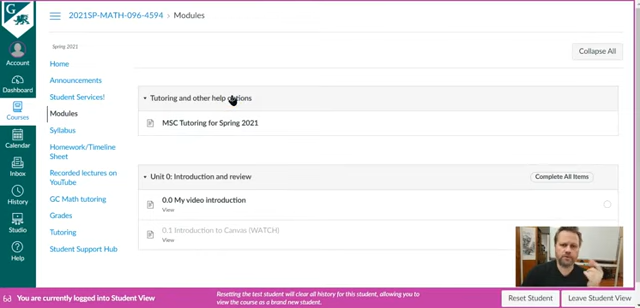 G
2021SP-MATH-096-4594 › Modules
Account
Dashboard
Courses
Calendar
Inbox
History
Studio
Help
Spring 2021
Home
Announcements
Student Services!
Modules
Syllabus
Homework/Timeline
Sheet
Recorded lectures on
YouTube
GC Math tutoring
Grades
Tutoring
Student Support Hub
Collapse All
Tutoring and other help options
MSC Tutoring for Spring 2021
Unit 0: Introduction and review
Complete All Items
0.0 My video introduction
View
0.1 Introduction to Canvas (WATCH)
View
You are currently logged into Student View
Resetting the test student will clear all history for this student, allowing you to
view the course as a brand new student.
Reset Student
Leave Student View